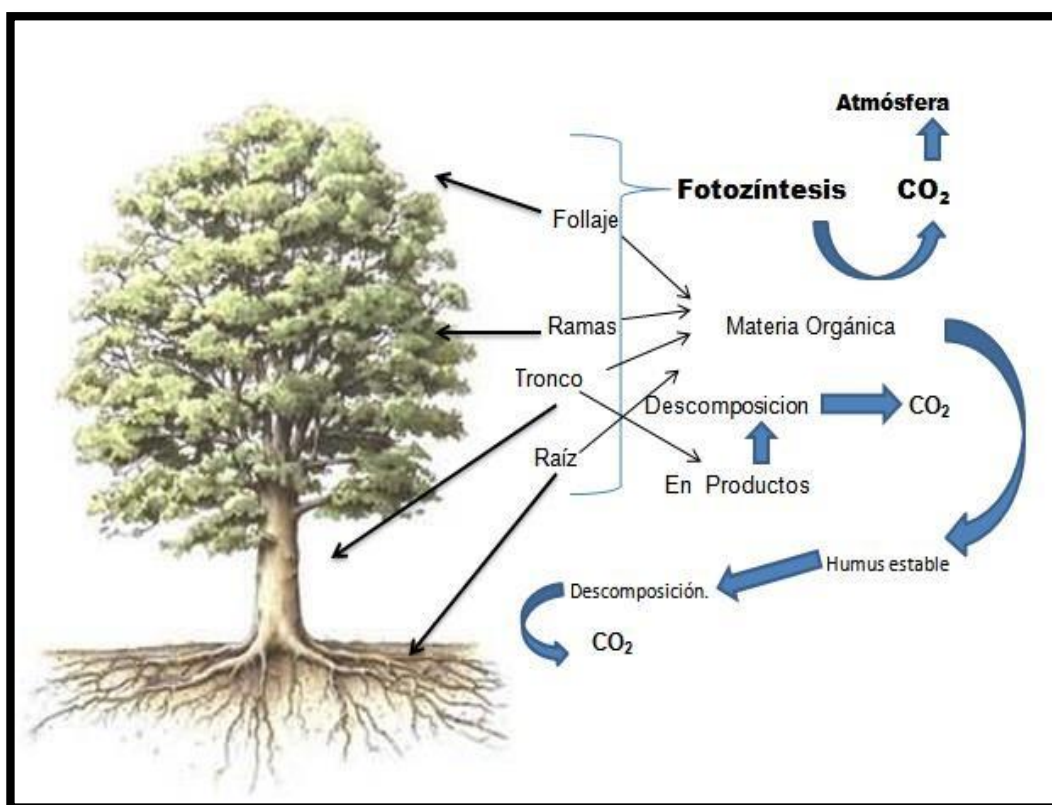 Atmósfera
Fotozíntesis CO₂
Follaje
Ramas
Materia Orgánica
Tronco
Descomposicion
CO₂
Raíz
En Productos
Humus estable
Descomposición.
CO₂